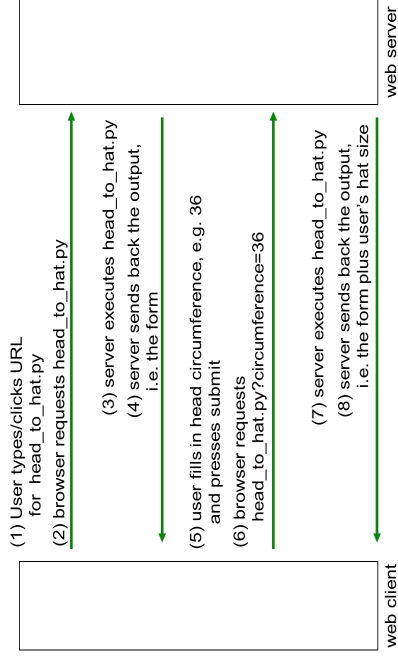 (1) User types/clicks URL
for head_to_hat.py
(2) browser requests head_to_hat.py
(3) server executes head_to_hat.py
(4) server sends back the output,
i.e. the form
(5) user fills in head circumference, e.g. 36
and presses submit
(6) browser requests
head_to_hat.py?circumference=36
(7) server executes head_to_hat.py
(8) server sends back the output,
i.e. the form plus user's hat size
web client
web server